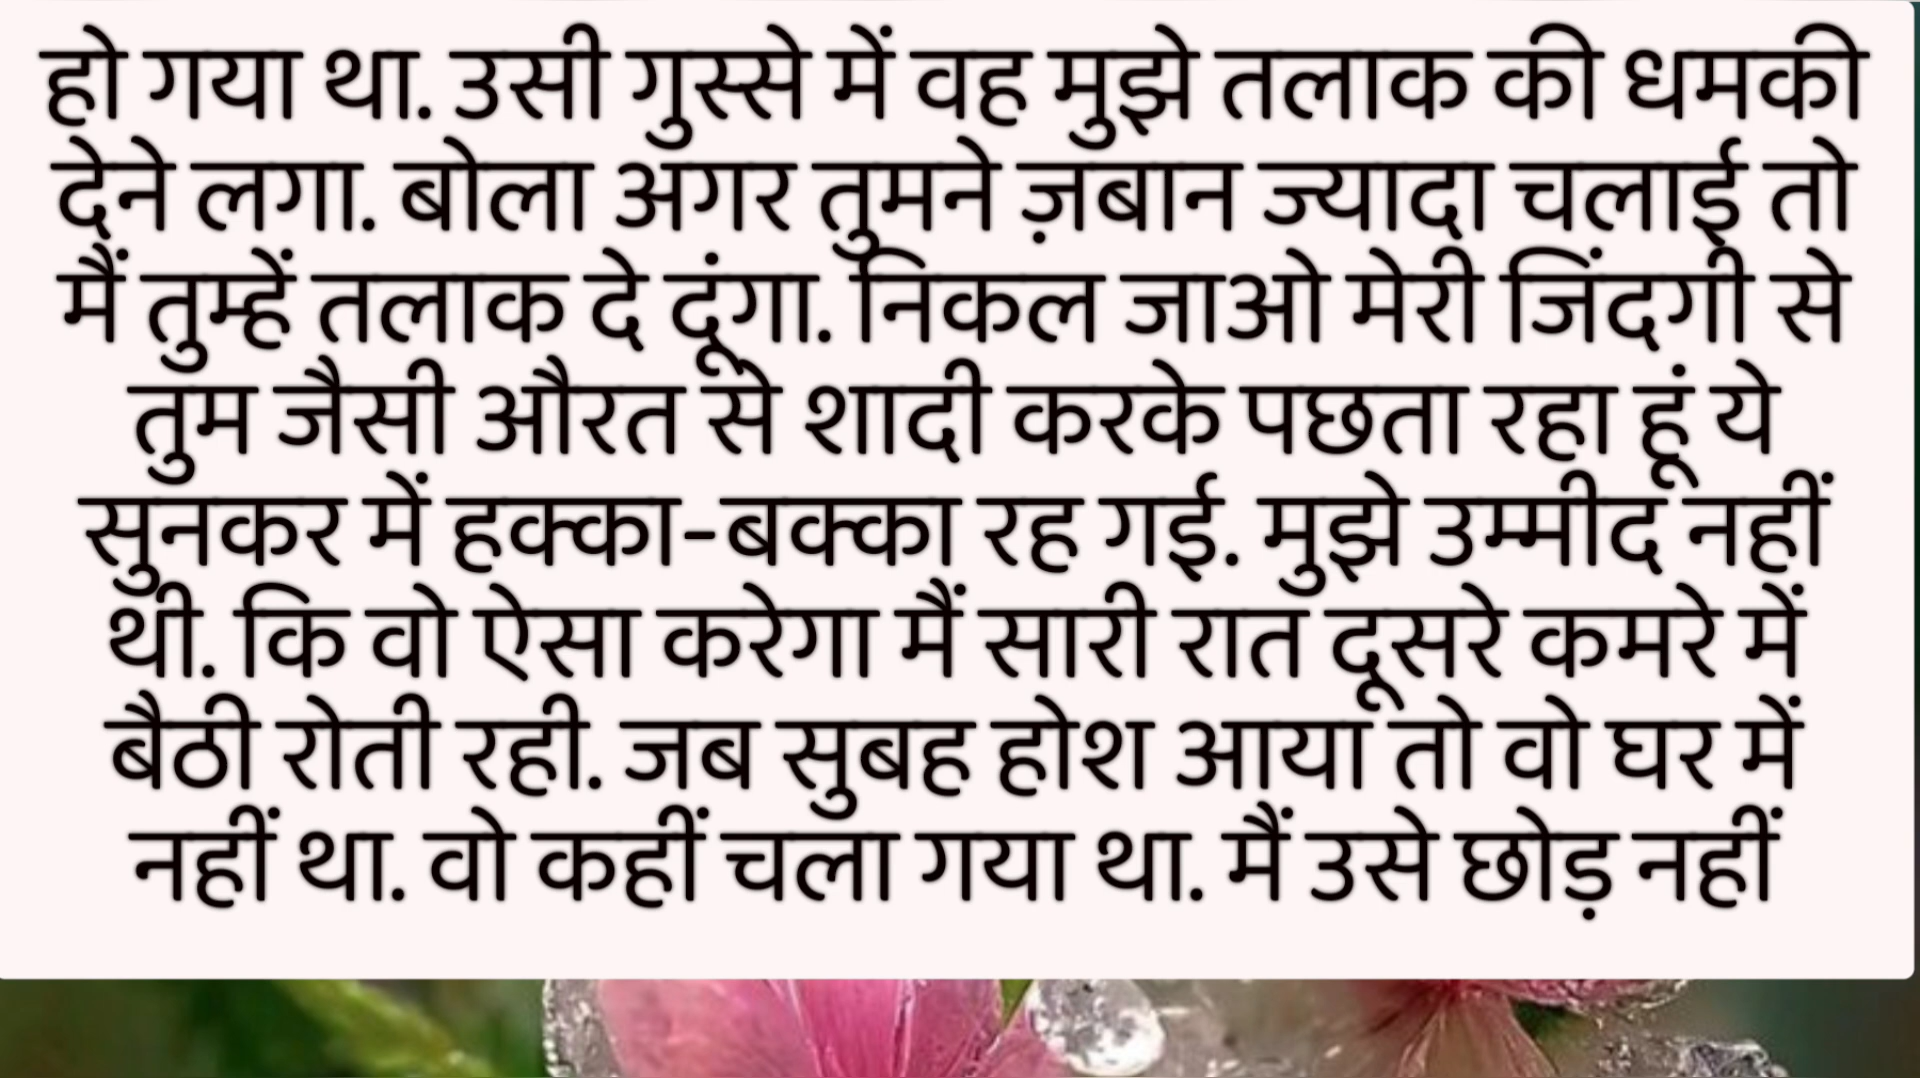 हो गया था. उसी गुस्से में वह मुझे तलाक की धमकी
देने लगा. बोला अगर तुमने ज़बान ज्यादा चलाई तो
मैं तुम्हें तलाक दे दूंगा. निकल जाओ मेरी जिंदगी से
तुम जैसी औरत से शादी करके पछता रहा हूं ये
सुनकर में हक्का-बक्का रह गई. मुझे उम्मीद नहीं
थी. कि वो ऐसा करेगा मैं सारी रात दूसरे कमरे में
बैठी रोती रही. जब सुबह होश आया तो वो घर में
नहीं था. वो कहीं चला गया था. मैं उसे छोड़ नहीं